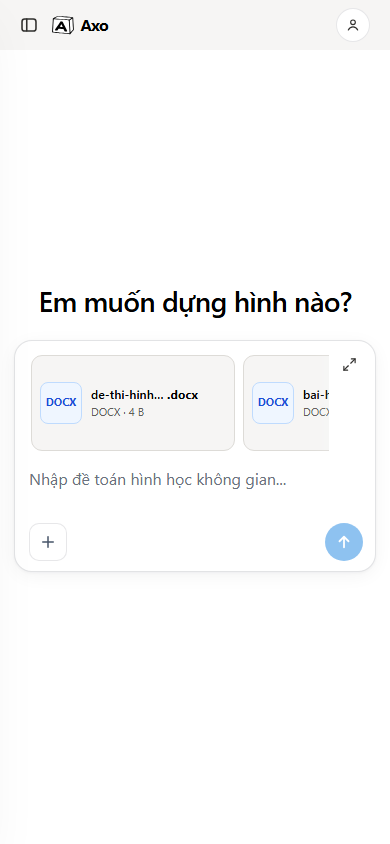 A Axo
Em muốn dựng hình nào?
DOCX
de-thi-hinh... .docx
DOCX · 4 B
DOCX
bai-h
DOCX
Nhập đề toán hình học không gian...